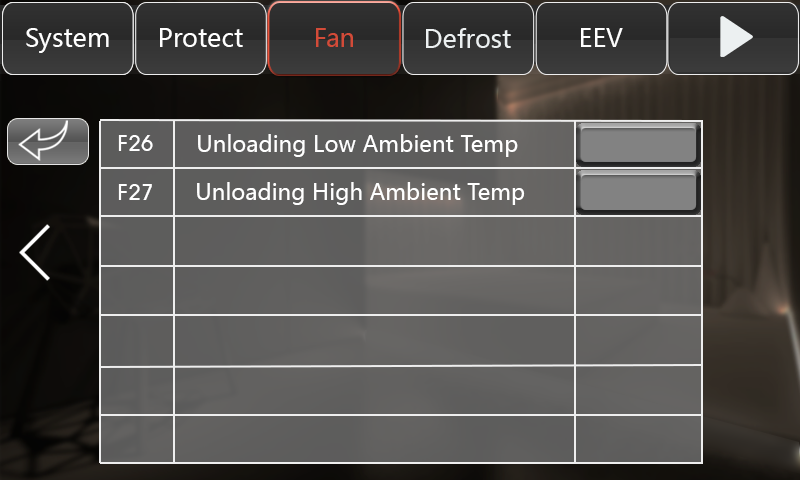 System Protect Fan Defrost EEV
F26 Unloading Low Ambient Temp
F27 Unloading High Ambient Temp